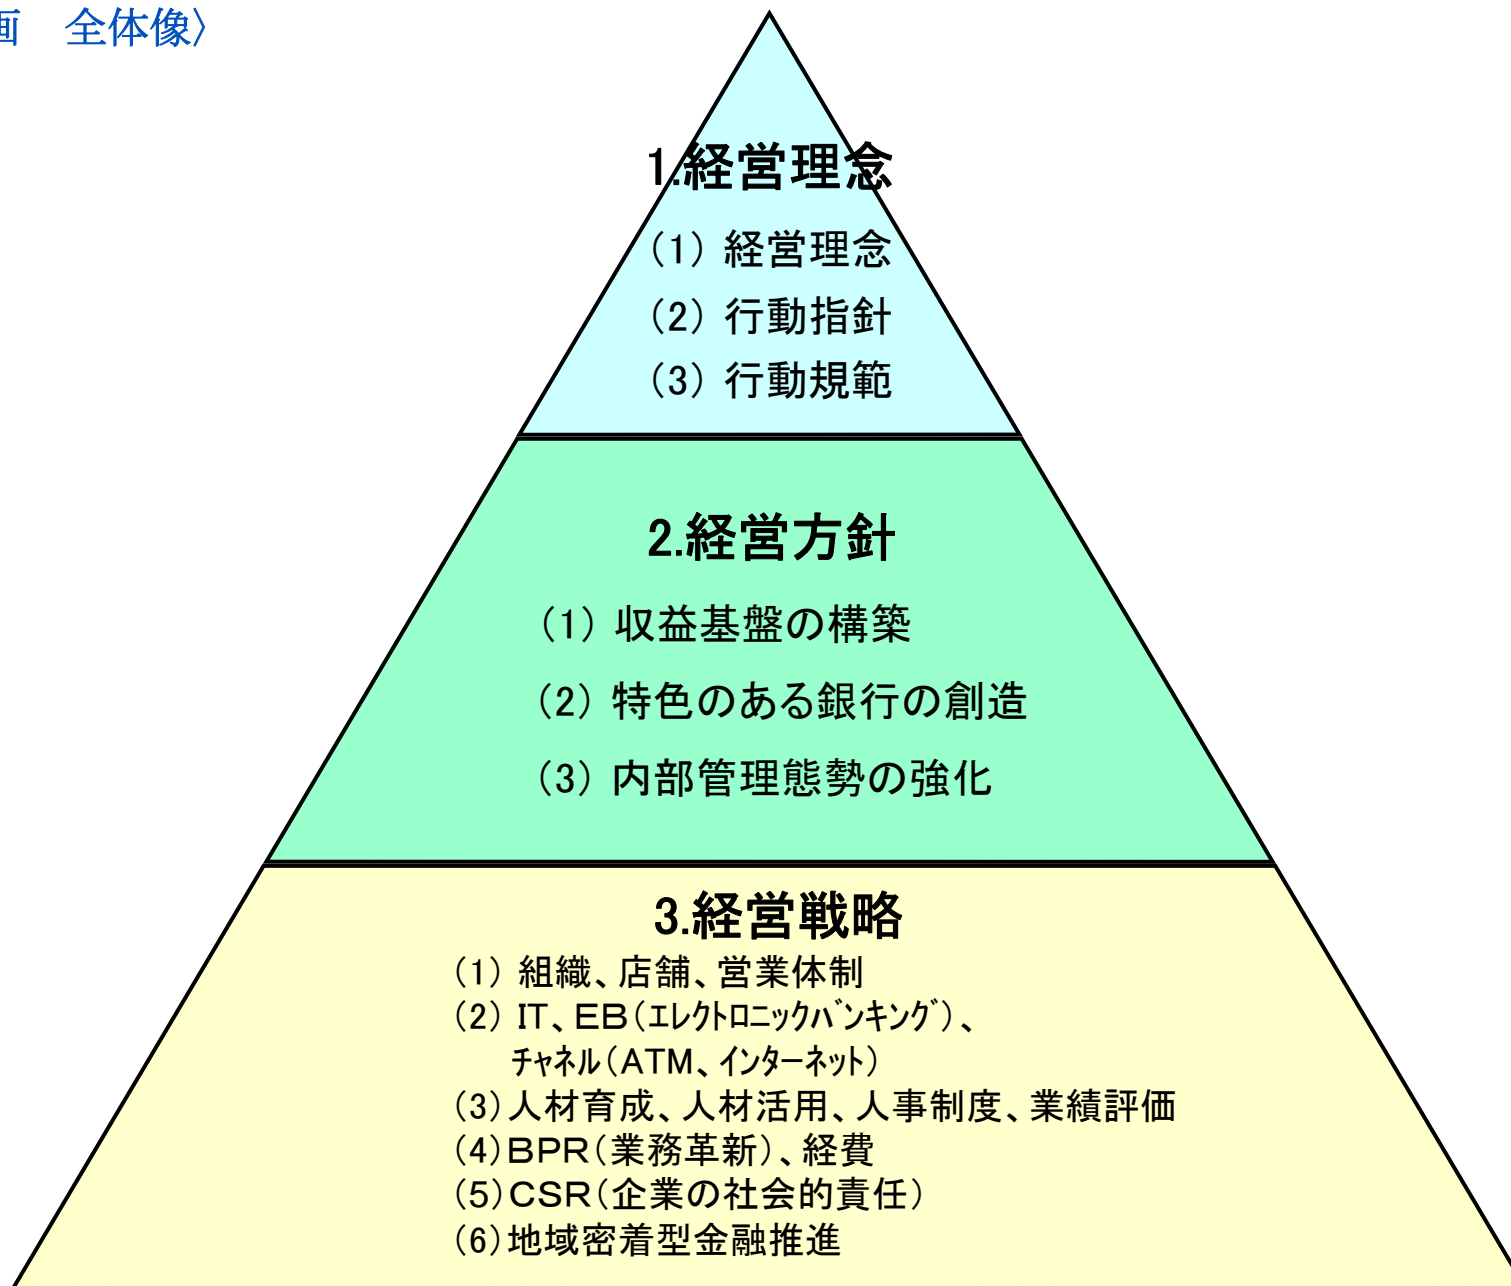 画　全体像〉
1.経営理念
（1） 経営理念
（2） 行動指針
（3） 行動規範
2.経営方針
（1） 収益基盤の構築
（2） 特色のある銀行の創造
（3） 内部管理態勢の強化
3.経営戦略
（1） 組織、店舗、営業体制
（2） IT、EB（ｴﾚｸﾄﾛﾆｯｸﾊﾞﾝｷﾝｸﾞ）、
ﾁｬﾈﾙ（ATM、ｲﾝﾀｰﾈｯﾄ）
（3）人材育成、人材活用、人事制度、業績評価
（4）BPR（業務革新）、経費
（5）CSR（企業の社会的責任）
（6）地域密着型金融推進